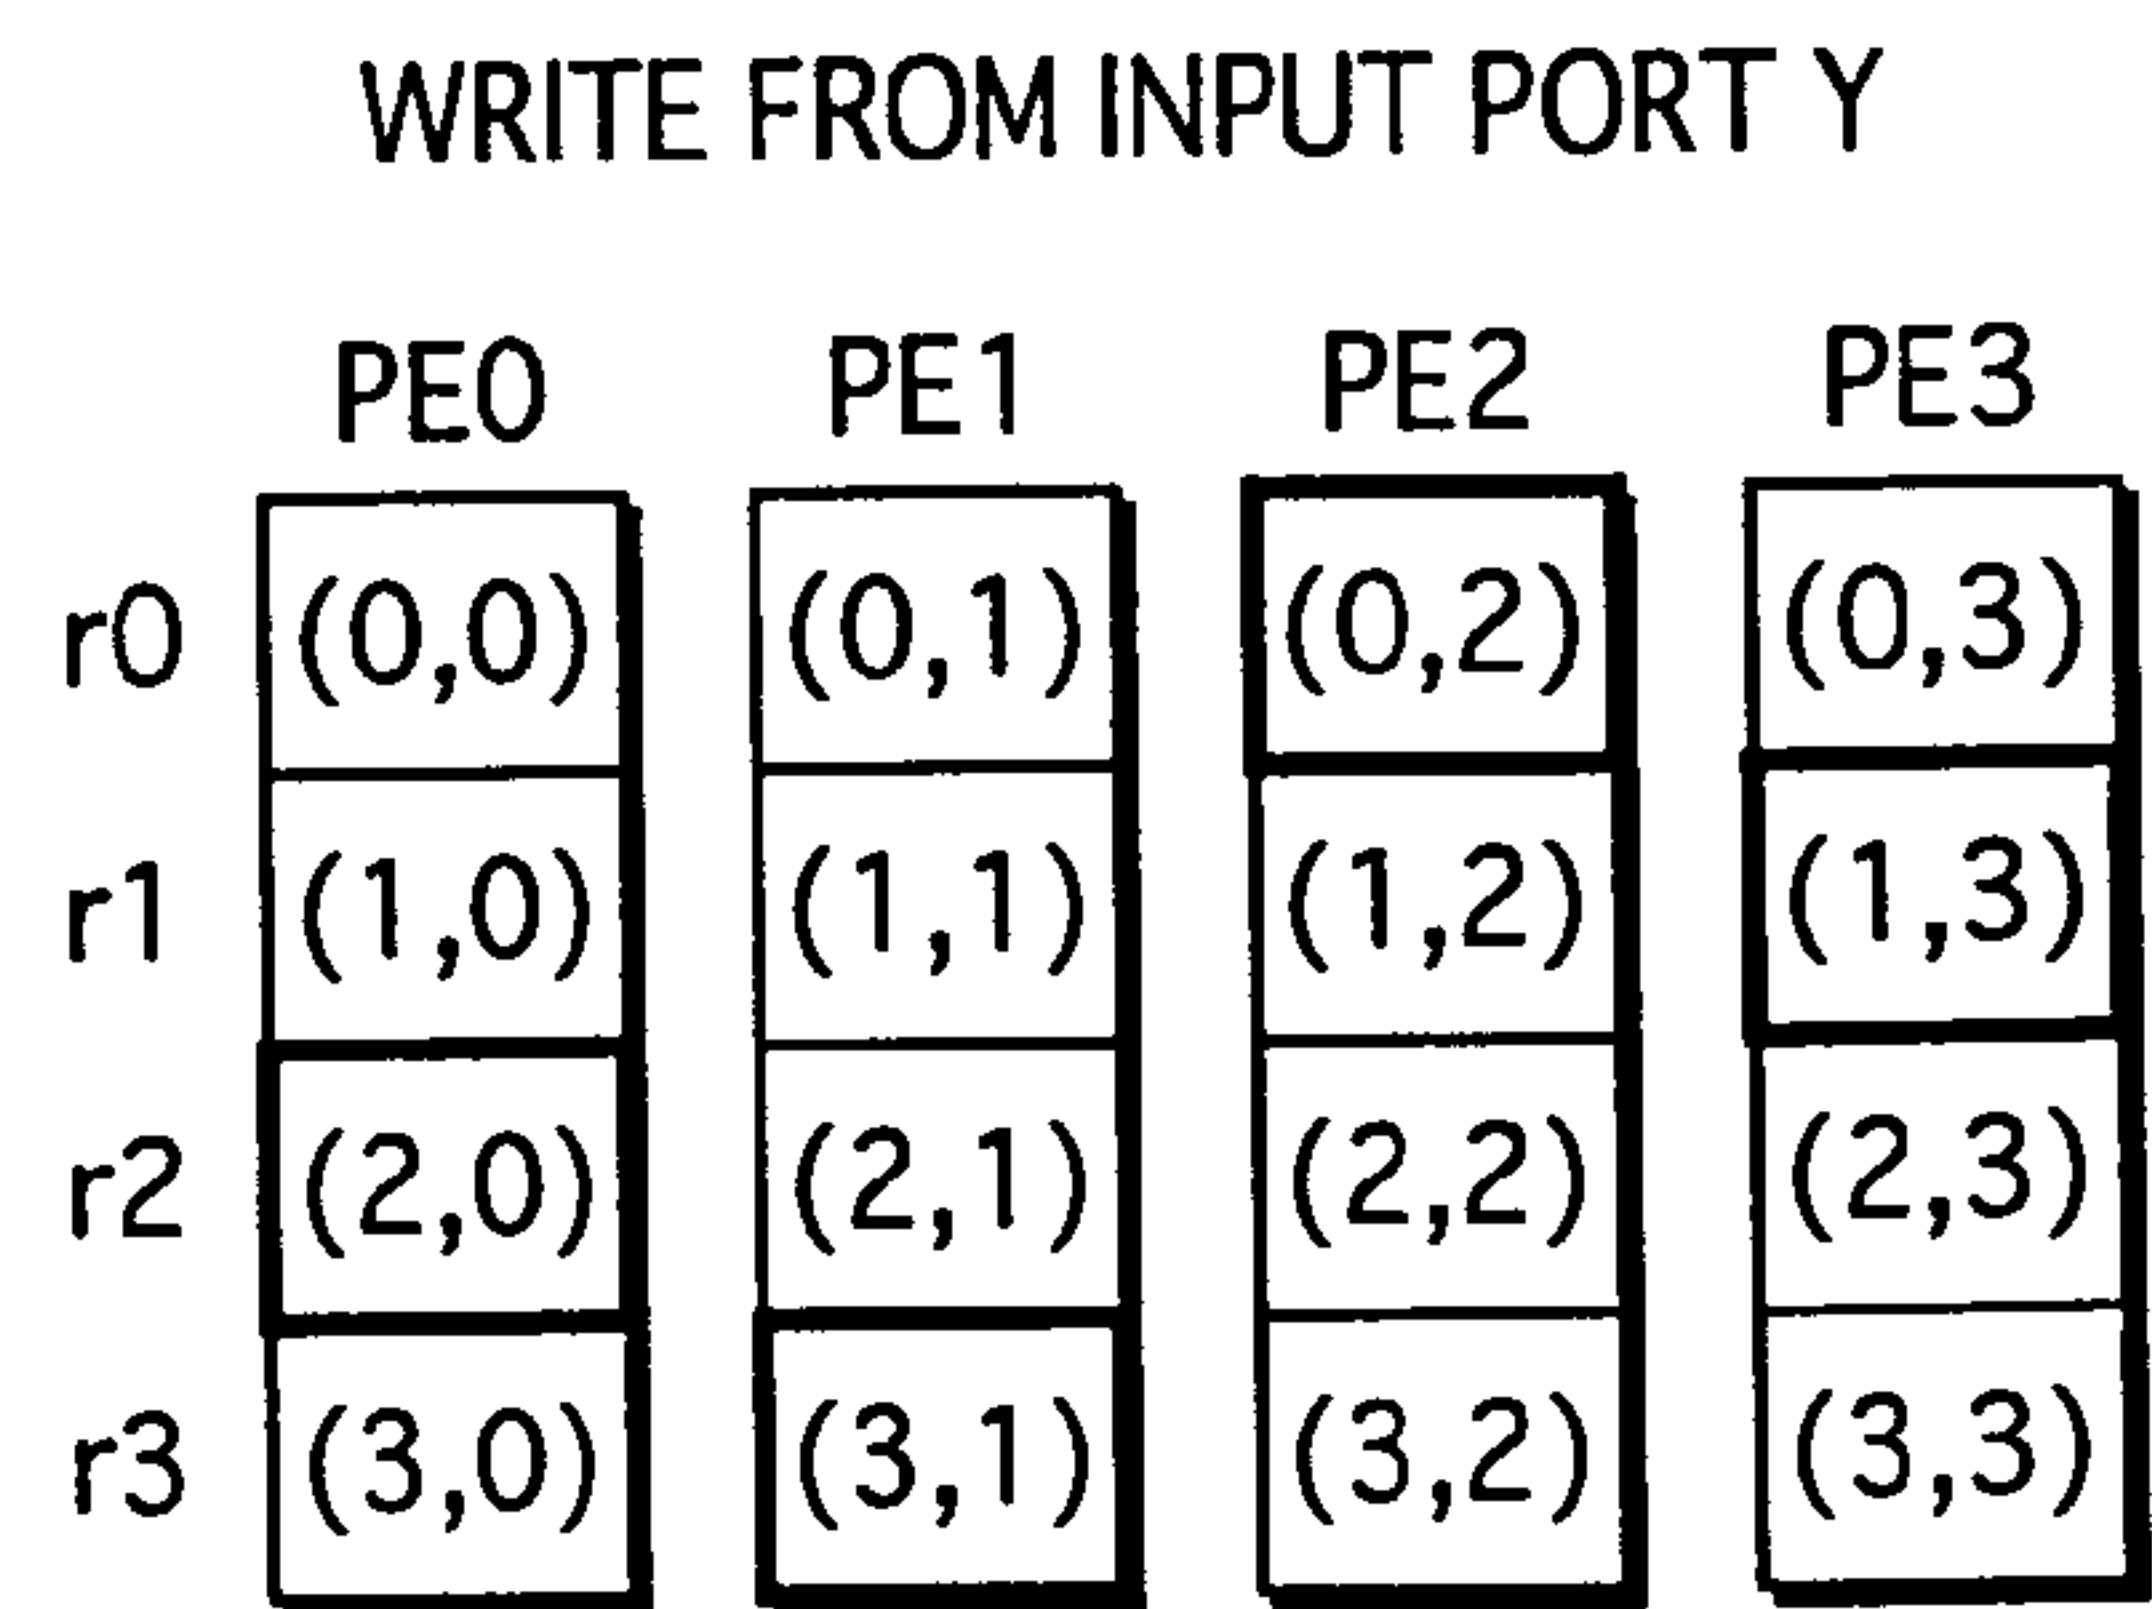 WRITE FROM INPUT PORT Y
PE0 PE1 PE2 PE3
r0 (0,0) (0,1) (0,2) (0,3)
r1 (1,0) (1,1) (1,2) (1,3)
r2 (2,0) (2,1) (2,2) (2,3)
r3 (3,0) (3,1) (3,2) (3,3)